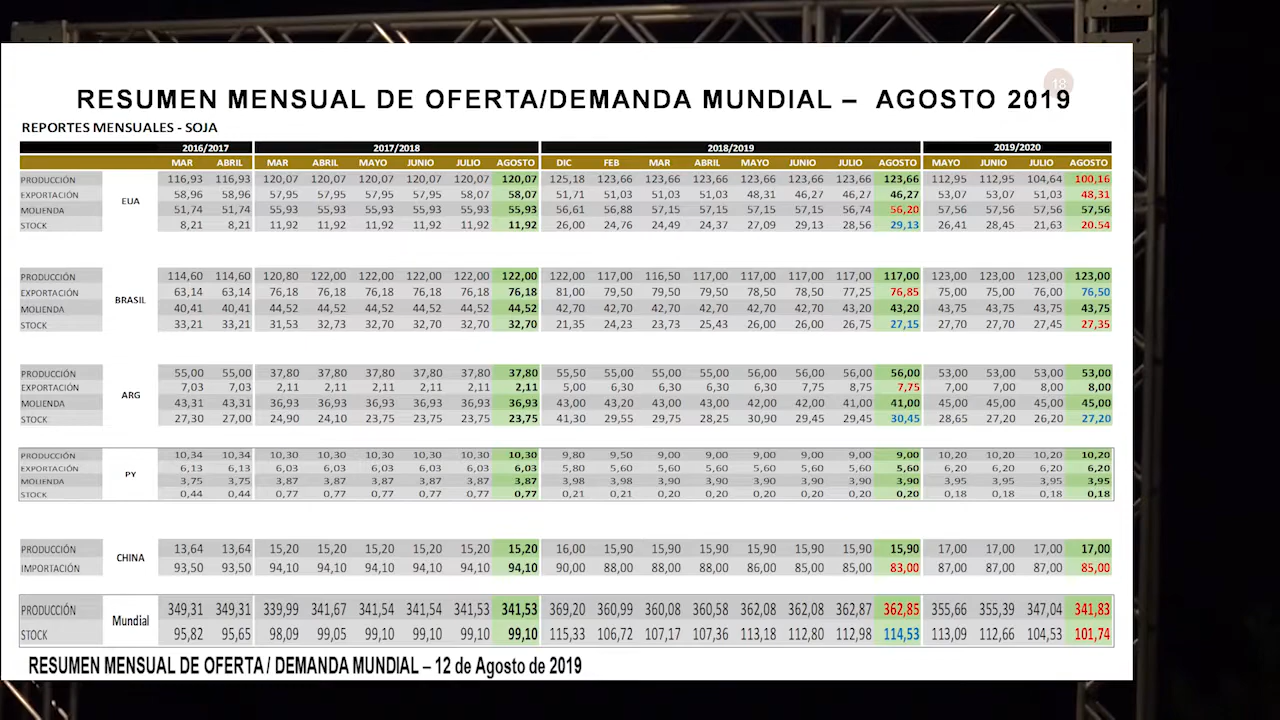 18
RESUMEN MENSUAL DE OFERTA/DEMANDA MUNDIAL – AGOSTO 2019
REPORTES MENSUALES - SOJA
2016/2017 2017/2018 2018/2019 2019/2020
MAR ABRIL MAR ABRIL MAYO JUNIO JULIO AGOSTO DIC FEB MAR ABRIL MAYO JUNIO JULIO AGOSTO MAYO JUNIO JULIO AGOSTO
PRODUCCIÓN 116,93 116,93 120,07 120,07 120,07 120,07 120,07 120,07 125,18 123,66 123,66 123,66 123,66 123,66 123,66 123,66 112,95 112,95 104,64 100,16
EXPORTACIÓN 58,96 58,96 57,95 57,95 57,95 57,95 58,07 58,07 51,71 51,03 51,03 51,03 48,31 46,27 46,27 46,27 53,07 53,07 51,03 48,31
EUA
MOLIENDA 51,74 51,74 55,93 55,93 55,93 55,93 55,93 55,93 56,61 56,88 57,15 57,15 57,15 57,15 56,74 56,20 57,56 57,56 57,56 57,56
STOCK 8,21 8,21 11,92 11,92 11,92 11,92 11,92 11,92 26,00 24,76 24,49 24,37 27,09 29,13 28,56 29,13 26,41 28,45 21,63 20.54
PRODUCCIÓN 114,60 114,60 120,80 122,00 122,00 122,00 122,00 122,00 122,00 117,00 116,50 117,00 117,00 117,00 117,00 117,00 123,00 123,00 123,00 123,00
EXPORTACIÓN 63,14 63,14 76,18 76,18 76,18 76,18 76,18 76,18 81,00 79,50 79,50 79,50 78,50 78,50 77,25 76,85 75,00 75,00 76,00 76,50
BRASIL
MOLIENDA 40,41 40,41 44,52 44,52 44,52 44,52 44,52 44,52 42,70 42,70 42,70 42,70 42,70 42,70 43,20 43,20 43,75 43,75 43,75 43,75
STOCK 33,21 33,21 31,53 32,73 32,70 32,70 32,70 32,70 21,35 24,23 23,73 25,43 26,00 26,00 26,75 27,15 27,70 27,70 27,45 27,35
PRODUCCIÓN 55,00 55,00 37,80 37,80 37,80 37,80 37,80 37,80 55,50 55,00 55,00 55,00 56,00 56,00 56,00 56,00 53,00 53,00 53,00 53,00
EXPORTACIÓN 7,03 7,03 2,11 2,11 2,11 2,11 2,11 2,11 5,00 6,30 6,30 6,30 6,30 7,75 8,75 7,75 7,00 7,00 8,00 8,00
ARG
MOLIENDA 43,31 43,31 36,93 36,93 36,93 36,93 36,93 36,93 43,00 43,20 43,00 43,00 42,00 42,00 41,00 41,00 45,00 45,00 45,00 45,00
STOCK 27,30 27,00 24,90 24,10 23,75 23,75 23,75 23,75 41,30 29,55 29,75 28,25 30,90 29,45 29,45 30,45 28,65 27,20 26,20 27,20
PRODUCCIÓN 10,34 10,34 10,30 10,30 10,30 10,30 10,30 10,30 9,80 9,50 9,00 9,00 9,00 9,00 9,00 9,00 10,20 10,20 10,20 10,20
EXPORTACIÓN 6,13 6,13 6,03 6,03 6,03 6,03 6,03 6,03 5,80 5,60 5,60 5,60 5,60 5,60 5,60 5,60 6,20 6,20 6,20 6,20
PY
MOLIENDA 3,75 3,75 3,87 3,87 3,87 3,87 3,87 3,87 3,98 3,98 3,90 3,90 3,90 3,90 3,90 3,90 3,95 3,95 3,95 3,95
STOCK 0,44 0,44 0,77 0,77 0,77 0,77 0,77 0,77 0,21 0,21 0,20 0,20 0,20 0,20 0,20 0,20 0,18 0,18 0,18 0,18
PRODUCCIÓN 13,64 13,64 15,20 15,20 15,20 15,20 15,20 15,20 16,00 15,90 15,90 15,90 15,90 15,90 15,90 15,90 17,00 17,00 17,00 17,00
CHINA
IMPORTACIÓN 93,50 93,50 94,10 94,10 94,10 94,10 94,10 94,10 90,00 88,00 88,00 88,00 86,00 85,00 85,00 83,00 87,00 87,00 87,00 85,00
PRODUCCIÓN 349,31 349,31 339,99 341,67 341,54 341,54 341,53 341,53 369,20 360,99 360,08 360,58 362,08 362,08 362,87 362,85 355,66 355,39 347,04 341,83
Mundial
STOCK 95,82 95,65 98,09 99,05 99,10 99,10 99,10 99,10 115,33 106,72 107,17 107,36 113,18 112,80 112,98 114,53 113,09 112,66 104,53 101,74
RESUMEN MENSUAL DE OFERTA / DEMANDA MUNDIAL – 12 de Agosto de 2019